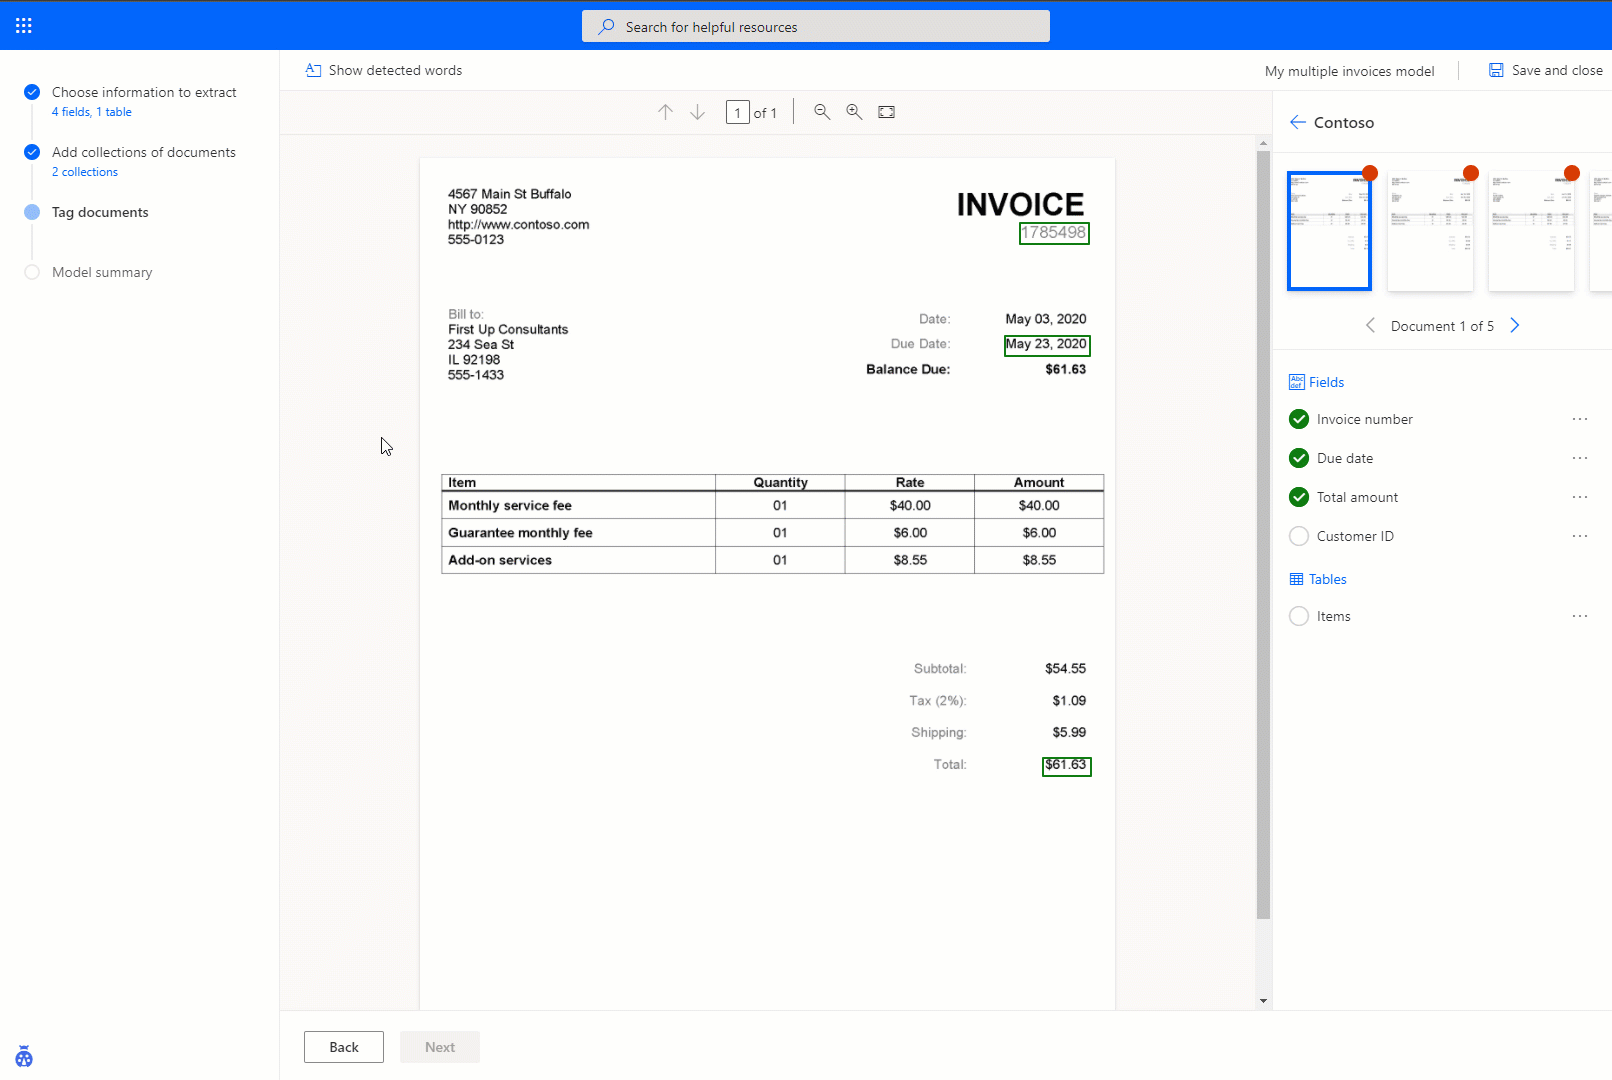 Search for helpful resources
Choose information to extract
4 fields, 1 table
Add collections of documents
2 collections
Tag documents
Model summary
Show detected words
My multiple invoices model
Save and close
1 of 1
4567 Main St Buffalo
NY 90852
http://www.contoso.com
555-0123
INVOICE
1785498
Bill to:
First Up Consultants
234 Sea St
IL 92198
555-1433
Date: May 03, 2020
Due Date: May 23, 2020
Balance Due: $61.63
Item Quantity Rate Amount
Monthly service fee 01 $40.00 $40.00
Guarantee monthly fee 01 $6.00 $6.00
Add-on services 01 $8.55 $8.55
Subtotal: $54.55
Tax (2%): $1.09
Shipping: $5.99
Total: $61.63
Contoso
Document 1 of 5
Abc
def
Fields
Invoice number
Due date
Total amount
Customer ID
Tables
Items
Back
Next